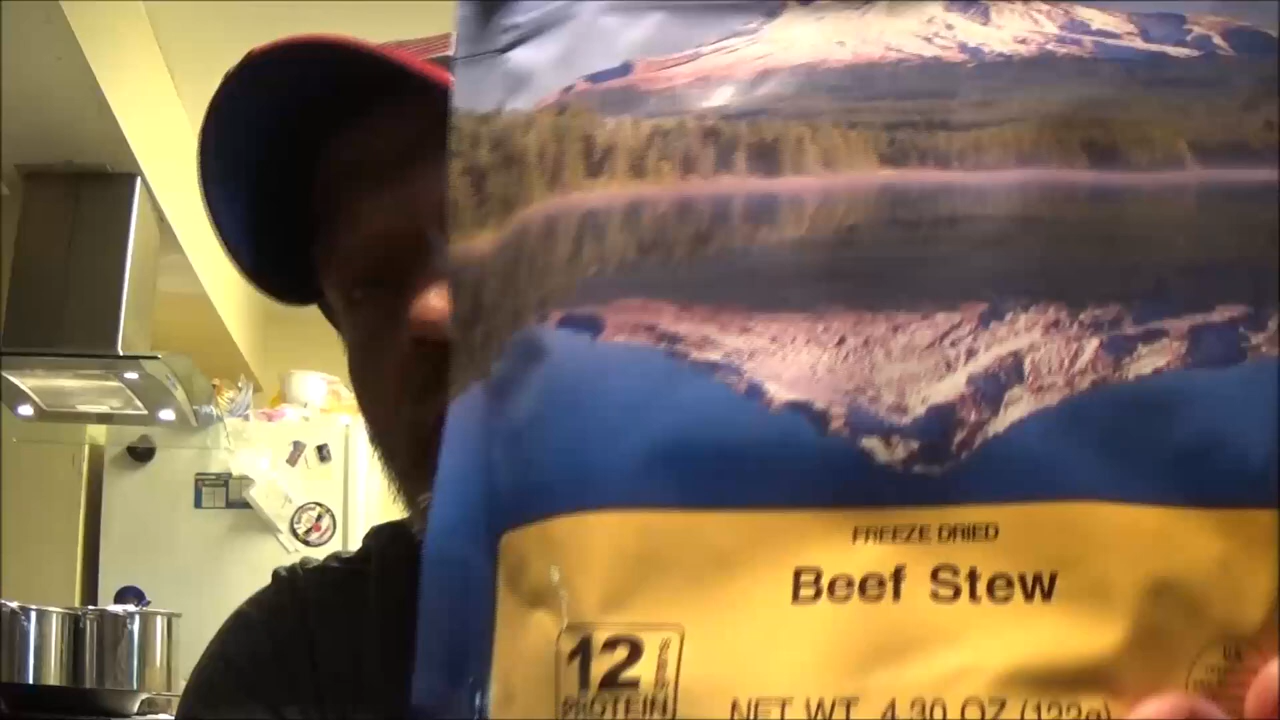 FREEZE DRIED
Beef Stew
12
PROTEIN
NET WT. 4.30 OZ (122g)